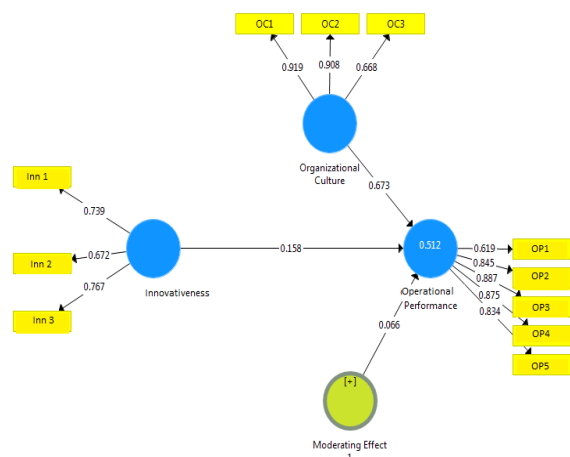 OC1 OC2 OC3
0.919 0.908 0.668
Organizational
Culture
0.673
Inn 1
0.739
Inn 2
0.672
0.767
Inn 3
Innovativeness
0.158
0.512
Operational
Performance
0.619
0.845
0.887
0.875
0.834
OP1
OP2
OP3
OP4
OP5
0.066
[+]
Moderating Effect
1